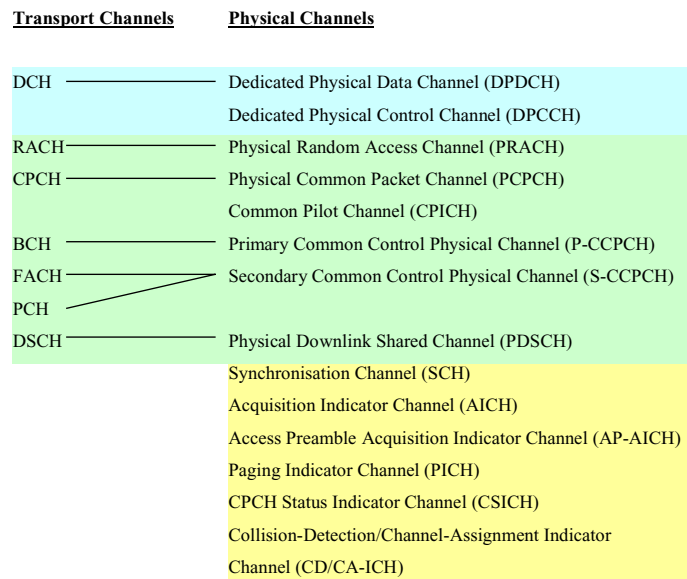 Transport Channels Physical Channels
DCH Dedicated Physical Data Channel (DPDCH)
Dedicated Physical Control Channel (DPCCH)
RACH Physical Random Access Channel (PRACH)
CPCH Physical Common Packet Channel (PCPCH)
Common Pilot Channel (CPICH)
BCH Primary Common Control Physical Channel (P-CCPCH)
FACH Secondary Common Control Physical Channel (S-CCPCH)
PCH
DSCH Physical Downlink Shared Channel (PDSCH)
Synchronisation Channel (SCH)
Acquisition Indicator Channel (AICH)
Access Preamble Acquisition Indicator Channel (AP-AICH)
Paging Indicator Channel (PICH)
CPCH Status Indicator Channel (CSICH)
Collision-Detection/Channel-Assignment Indicator
Channel (CD/CA-ICH)